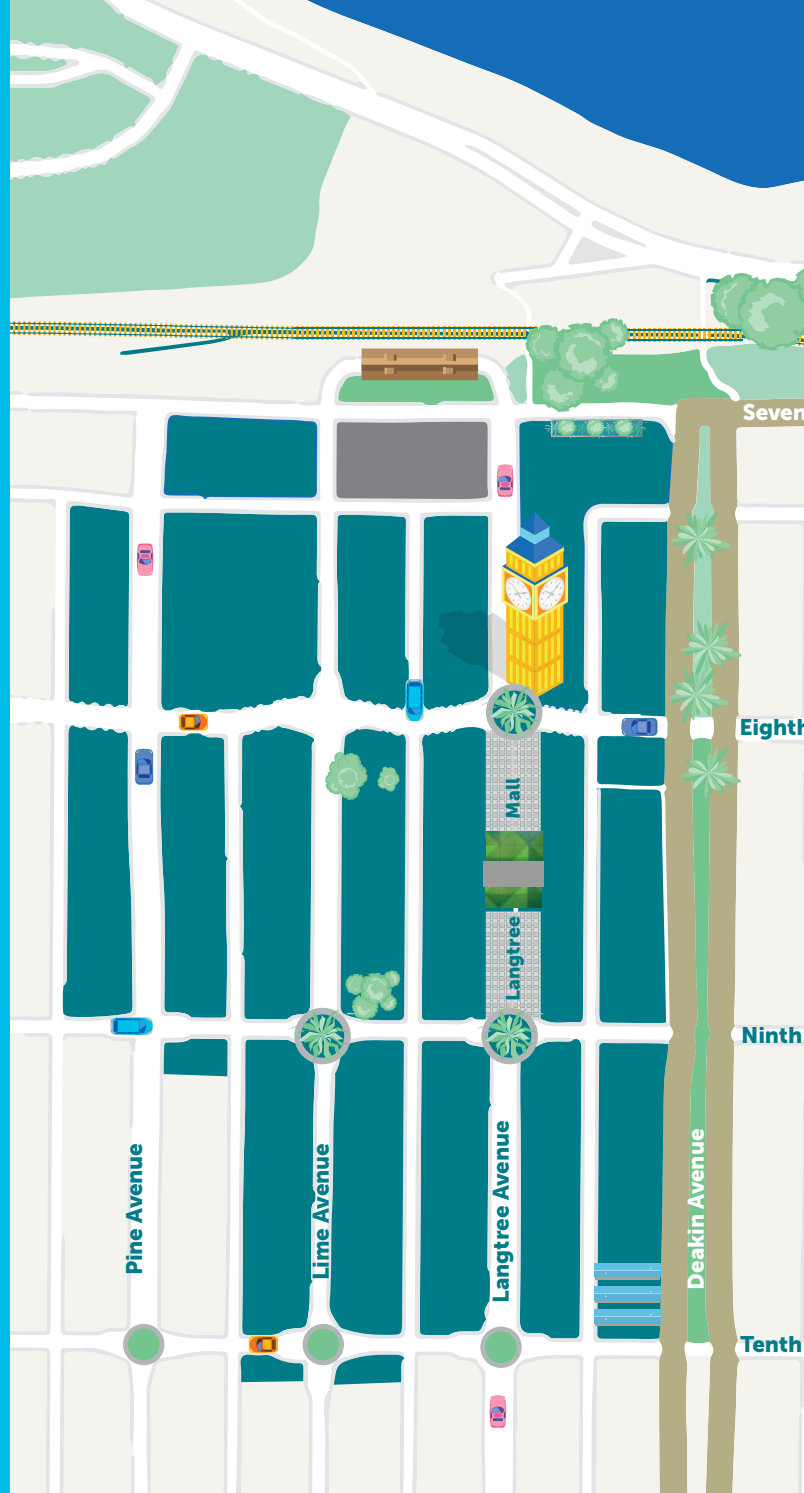 Seven
Eighth
Mall
Langtree
Ninth
Pine Avenue
Lime Avenue
Langtree Avenue
Deakin Avenue
Tenth